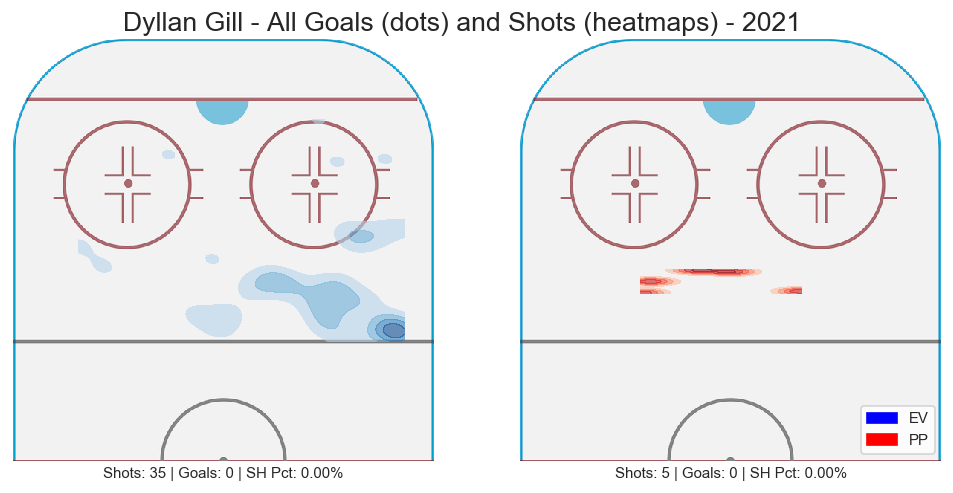 Dyllan Gill - All Goals (dots) and Shots (heatmaps) - 2021
EV
PP
Shots: 35 | Goals: 0 | SH Pct: 0.00%
Shots: 5 | Goals: 0 | SH Pct: 0.00%